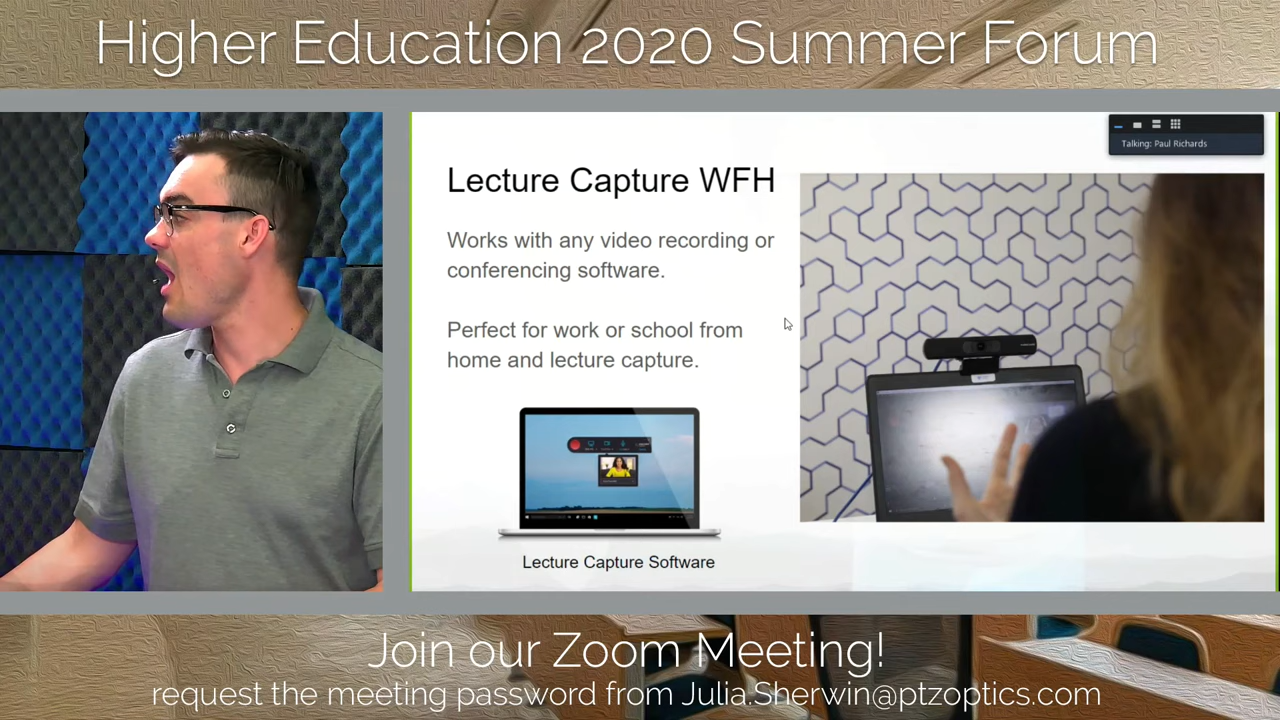 Higher Education 2020 Summer Forum
Talking: Paul Richards
Lecture Capture WFH
Works with any video recording or
conferencing software.
Perfect for work or school from
home and lecture capture.
Lecture Capture Software
Join our Zoom Meeting!
request the meeting password from Julia.Sherwin@ptzoptics.com